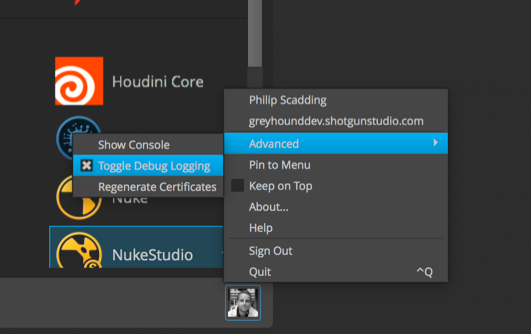 Houdini Core
Philip Scadding
greyhounddev.shotgunstudio.com
Advanced
Pin to Menu
Keep on Top
About...
Help
Sign Out
Quit ^Q
Show Console
Toggle Debug Logging
Regenerate Certificates
Nuke
NukeStudio